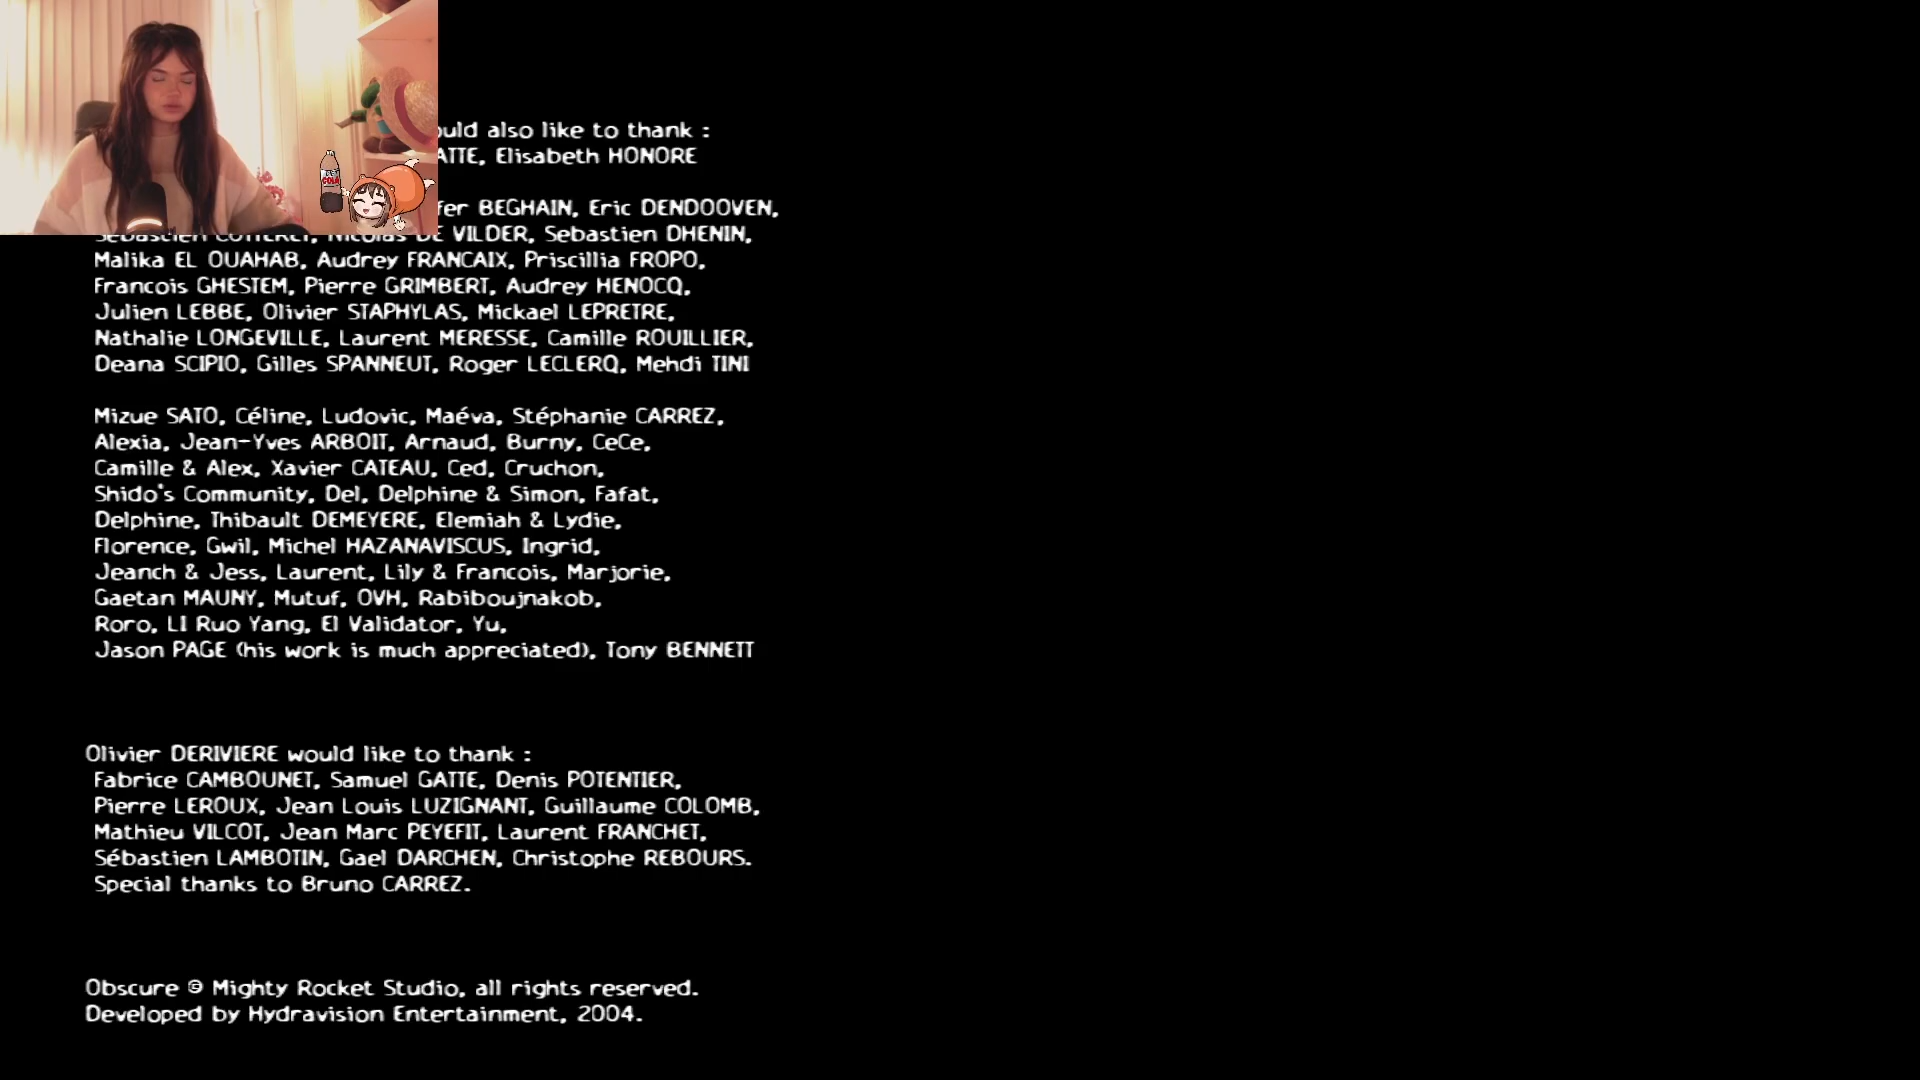 would also like to thank :
Elisabeth HONORE
BEGHAIN, Eric DENDOOVEN,
VILDER, Sebastien DHENIN,
Malika EL OUAHAB, Audrey FRANCAIX, Priscillia FROPO,
Francois GHESTEM, Pierre GRIMBERT, Audrey HENOCQ,
Julien LEBBE, Olivier STAPHYLAS, Mickael LEPRETRE,
Nathalie LONGEVILLE, Laurent MERESSE, Camille ROUILLIER,
Deana SCIPIO, Gilles SPANNEUT, Roger LECLERQ, Mehdi TINI
Mizue SATO, Céline, Ludovic, Maéva, Stéphanie CARREZ,
Alexia, Jean-Yves ARBOIT, Arnaud, Burny, CeCe,
Camille & Alex, Xavier CATEAU, Ced, Cruchon,
Shido's Community, Del, Delphine & Simon, Fafat,
Delphine, Thibault DEMEYERE, Elemiah & Lydie,
Florence, Gwil, Michel HAZANAVISCUS, Ingrid,
Jeanch & Jess, Laurent, Lily & Francois, Marjorie,
Gaetan MAUNY, Mutuf, OVH, Rabiboujnakob,
Roro, LI Ruo Yang, El Validator, Yu,
Jason PAGE (his work is much appreciated), Tony BENNETT
Olivier DERIVIERE would like to thank :
Fabrice CAMBOUNET, Samuel GATTE, Denis POTENTIER,
Pierre LEROUX, Jean Louis LUZIGNANT, Guillaume COLOMB,
Mathieu VILCOT, Jean Marc PEYEFIT, Laurent FRANCHET,
Sébastien LAMBOTIN, Gael DARCHEN, Christophe REBOURS.
Special thanks to Bruno CARREZ.
Obscure © Mighty Rocket Studio, all rights reserved.
Developed by Hydravision Entertainment, 2004.